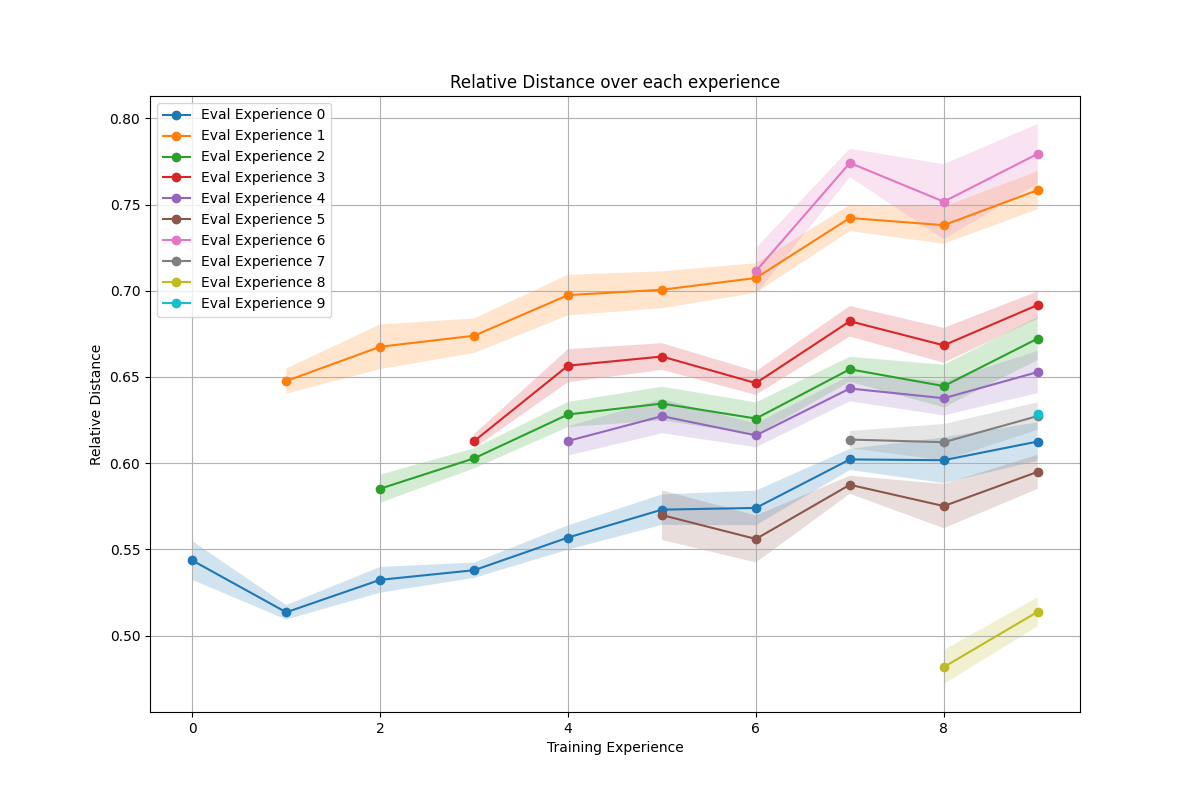 Relative Distance over each experience
Eval Experience 0
Eval Experience 1
Eval Experience 2
Eval Experience 3
Eval Experience 4
Eval Experience 5
Eval Experience 6
Eval Experience 7
Eval Experience 8
Eval Experience 9
0.80
0.75
0.70
0.65
0.60
0.55
0.50
Relative Distance
0 2 4 6 8
Training Experience